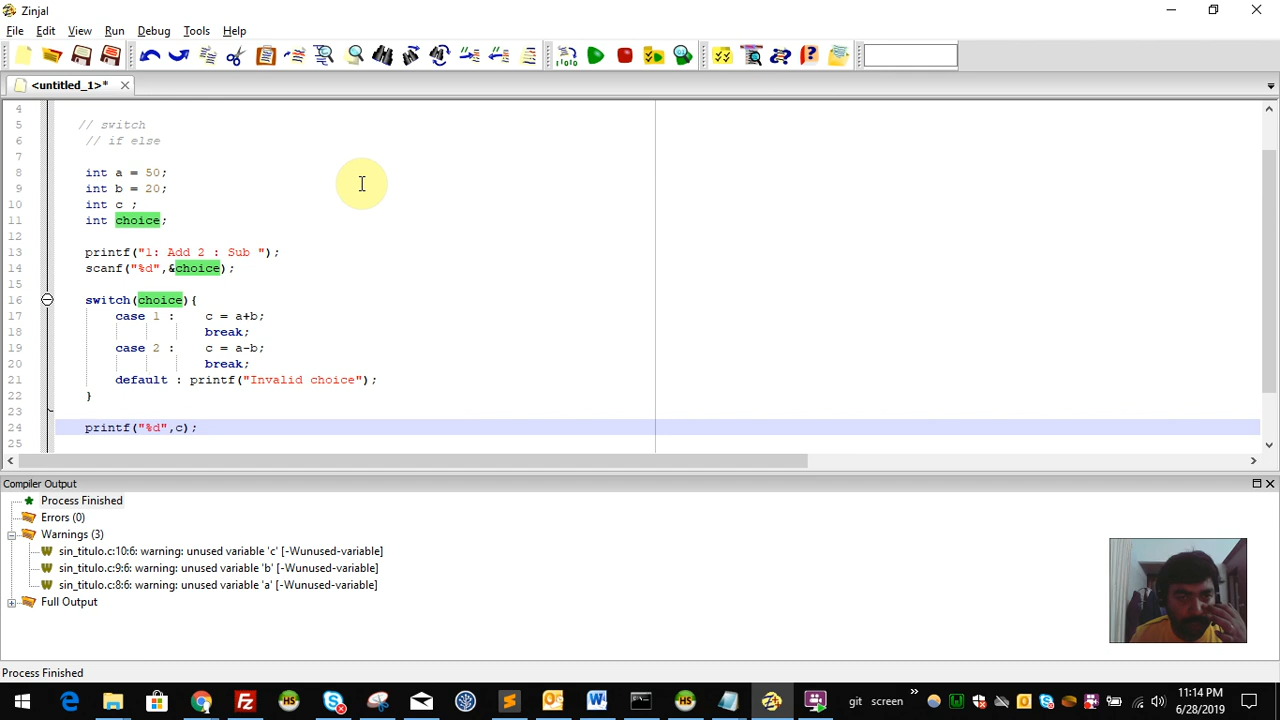 Zinjal
File Edit View Run Debug Tools Help
<untitled_1>*
4
5 // switch
6 // if else
7
8 int a = 50;
9 int b = 20;
10 int c ;
11 int choice;
12
13 printf("1: Add 2 : Sub ");
14 scanf("%d",&choice);
15
16 switch(choice){
17 case 1 : c = a+b;
18 break;
19 case 2 : c = a-b;
20 break;
21 default : printf("Invalid choice");
22 }
23
24 printf("%d",c);
25
Compiler Output
Process Finished
Errors (0)
Warnings (3)
sin_titulo.c:10:6: warning: unused variable 'c' [-Wunused-variable]
sin_titulo.c:9:6: warning: unused variable 'b' [-Wunused-variable]
sin_titulo.c:8:6: warning: unused variable 'a' [-Wunused-variable]
Full Output
Process Finished
git screen
11:14 PM
6/28/2019